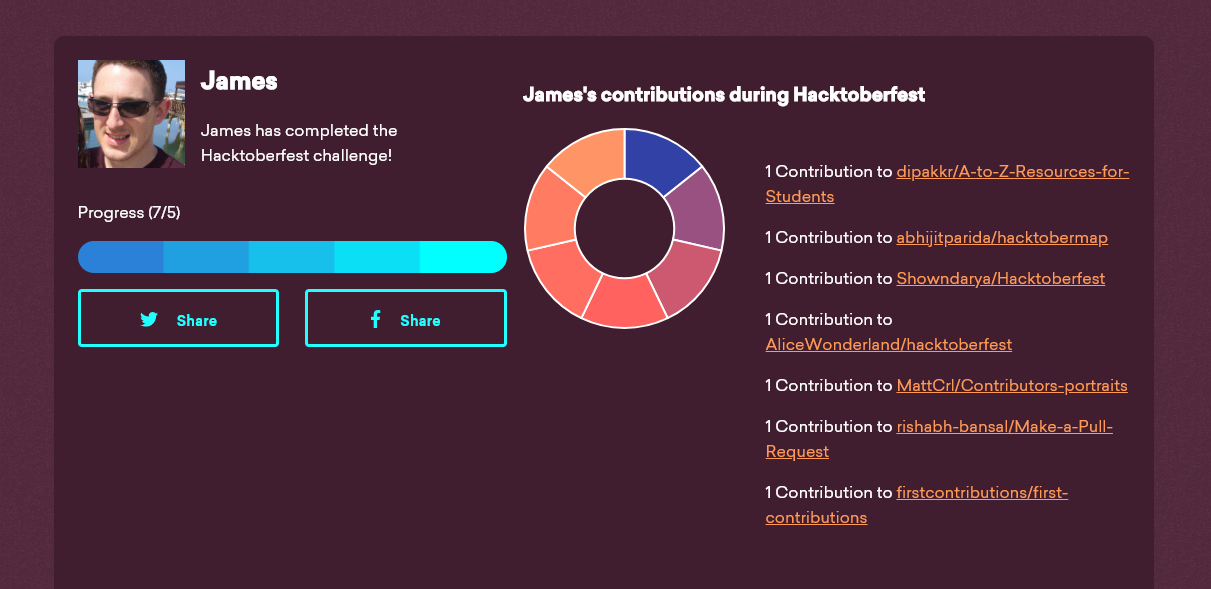 James
James has completed the
Hacktoberfest challenge!
Progress (7/5)
Share
Share
James's contributions during Hacktoberfest
1 Contribution to dipakkr/A-to-Z-Resources-for-
Students
1 Contribution to abhijitparida/hacktobermap
1 Contribution to Showndarya/Hacktoberfest
1 Contribution to
AliceWonderland/hacktoberfest
1 Contribution to MattCrl/Contributors-portraits
1 Contribution to rishabh-bansal/Make-a-Pull-
Request
1 Contribution to firstcontributions/first-
contributions